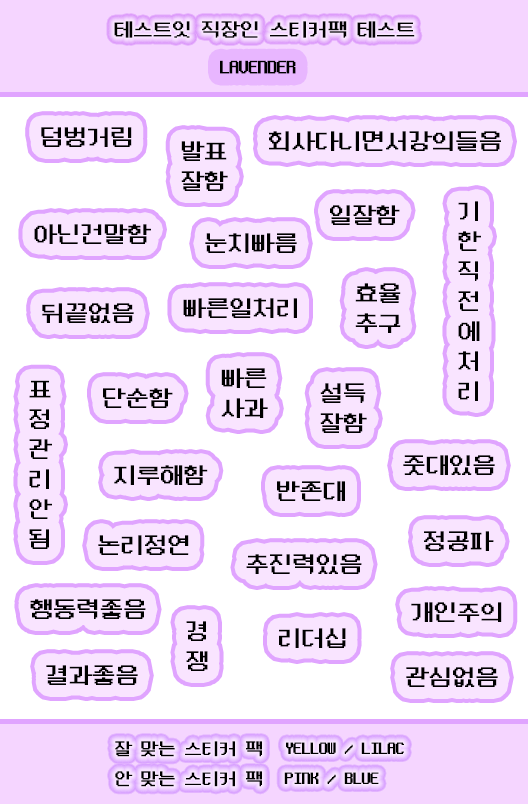 테스트잇 직장인 스티커팩 테스트
LAVENDER
덤벙거림
발표
잘함
회사다니면서강의들음
아닌건말함
눈치빠름
일잘함
기
한
직
전
에
처
리
뒤끝없음
빠른일처리
효율
추구
표
정
관
리
안
됨
단순함
빠른
사과
설득
잘함
지루해함
반존대
줏대있음
논리정연
추진력있음
정공파
행동력좋음
경
쟁
리더십
개인주의
결과좋음
관심없음
잘 맞는 스티커 팩 YELLOW / LILAC
안 맞는 스티커 팩 PINK / BLUE